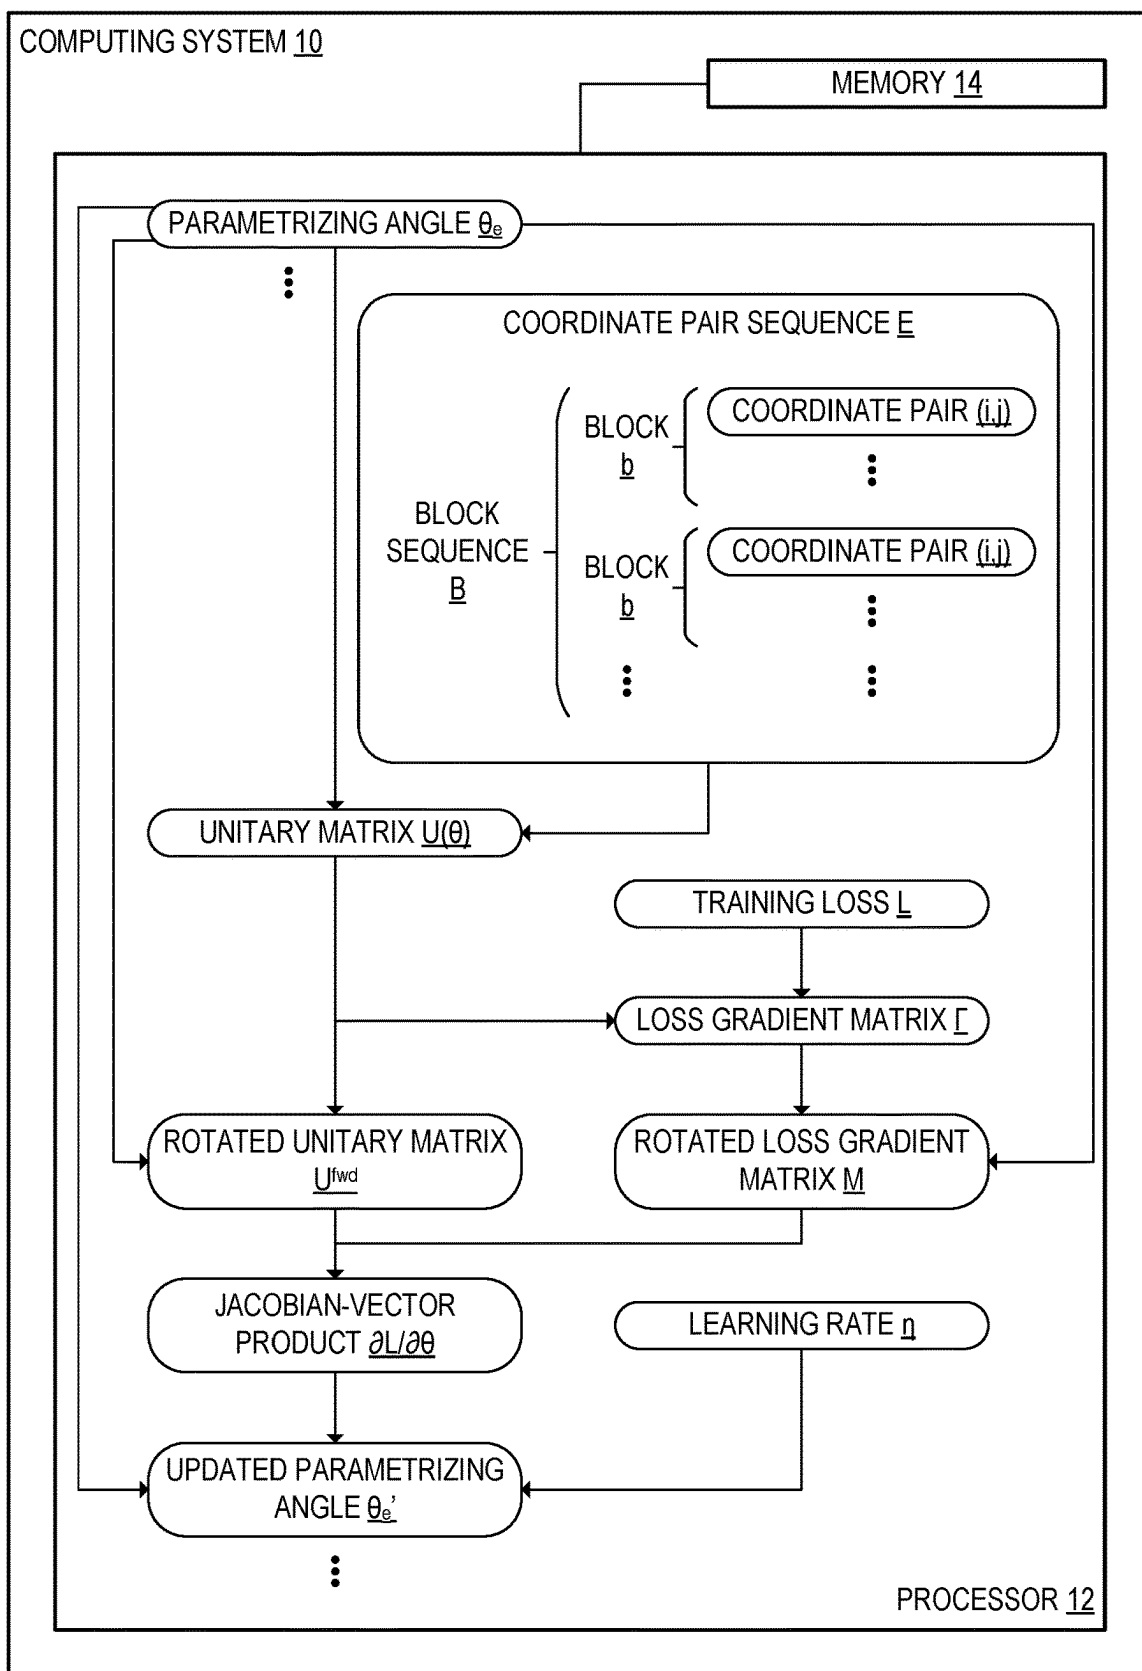 COMPUTING SYSTEM 10
MEMORY 14
PARAMETRIZING ANGLE θe
COORDINATE PAIR SEQUENCE E
COORDINATE PAIR (i,j)
BLOCK
b
BLOCK
SEQUENCE
B
COORDINATE PAIR (i,j)
BLOCK
b
UNITARY MATRIX U(θ)
TRAINING LOSS L
LOSS GRADIENT MATRIX Γ
ROTATED UNITARY MATRIX
Ufwd
ROTATED LOSS GRADIENT
MATRIX M
JACOBIAN-VECTOR
PRODUCT ∂L/∂θ
LEARNING RATE η
UPDATED PARAMETRIZING
ANGLE θe'
PROCESSOR 12